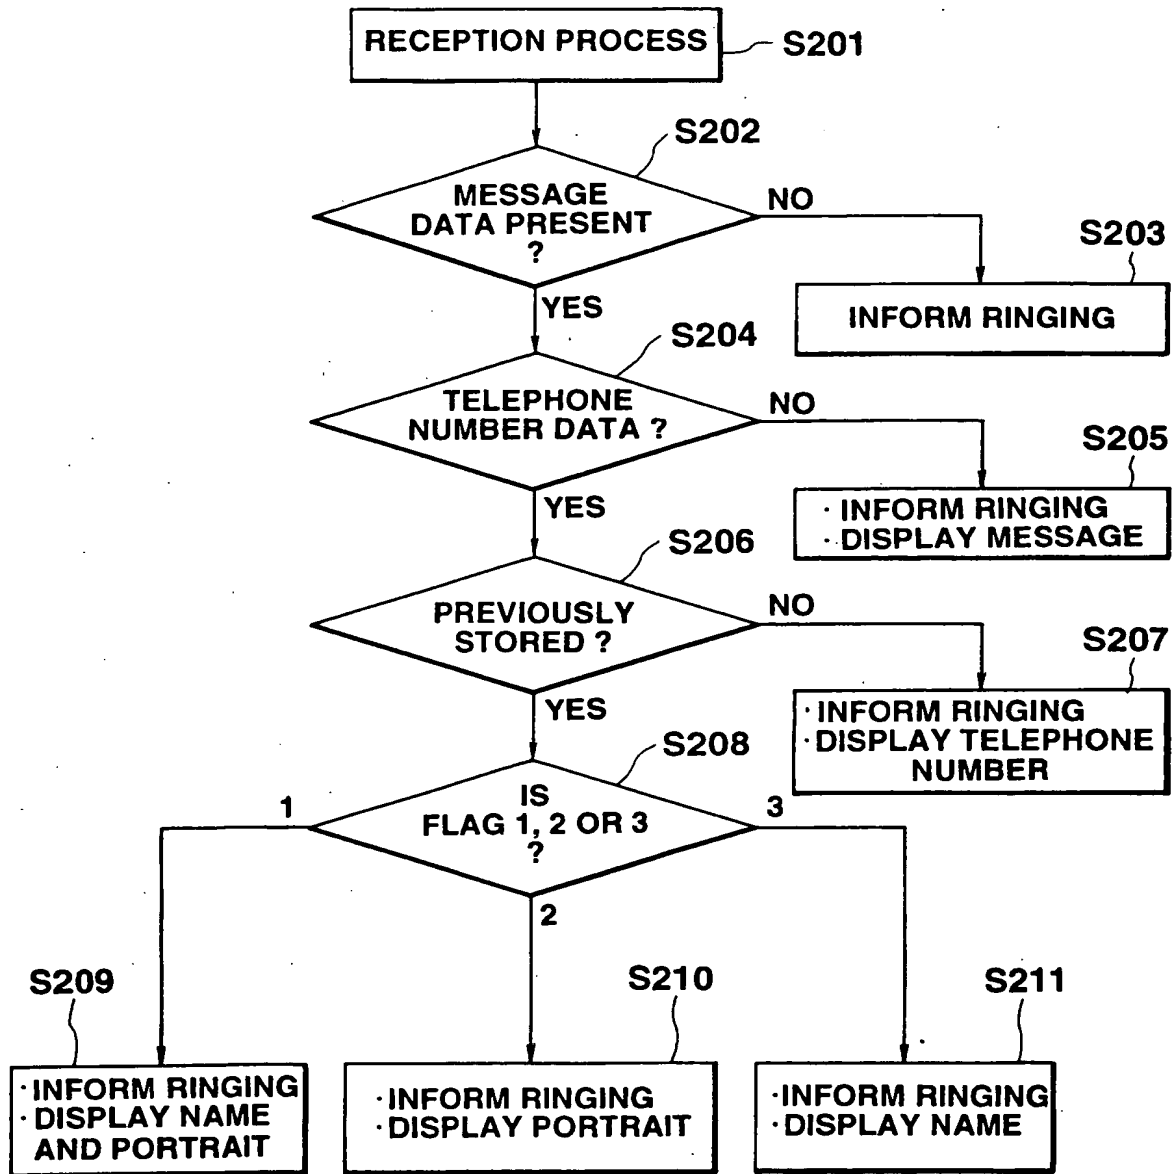 RECEPTION PROCESS
S201
S202
MESSAGE
DATA PRESENT
?
NO
S203
INFORM RINGING
YES
S204
TELEPHONE
NUMBER DATA ?
NO
S205
· INFORM RINGING
· DISPLAY MESSAGE
YES
S206
PREVIOUSLY
STORED ?
NO
S207
· INFORM RINGING
· DISPLAY TELEPHONE
NUMBER
YES
S208
IS
FLAG 1, 2 OR 3
?
1
3
2
S209
· INFORM RINGING
· DISPLAY NAME
AND PORTRAIT
S210
· INFORM RINGING
· DISPLAY PORTRAIT
S211
· INFORM RINGING
· DISPLAY NAME